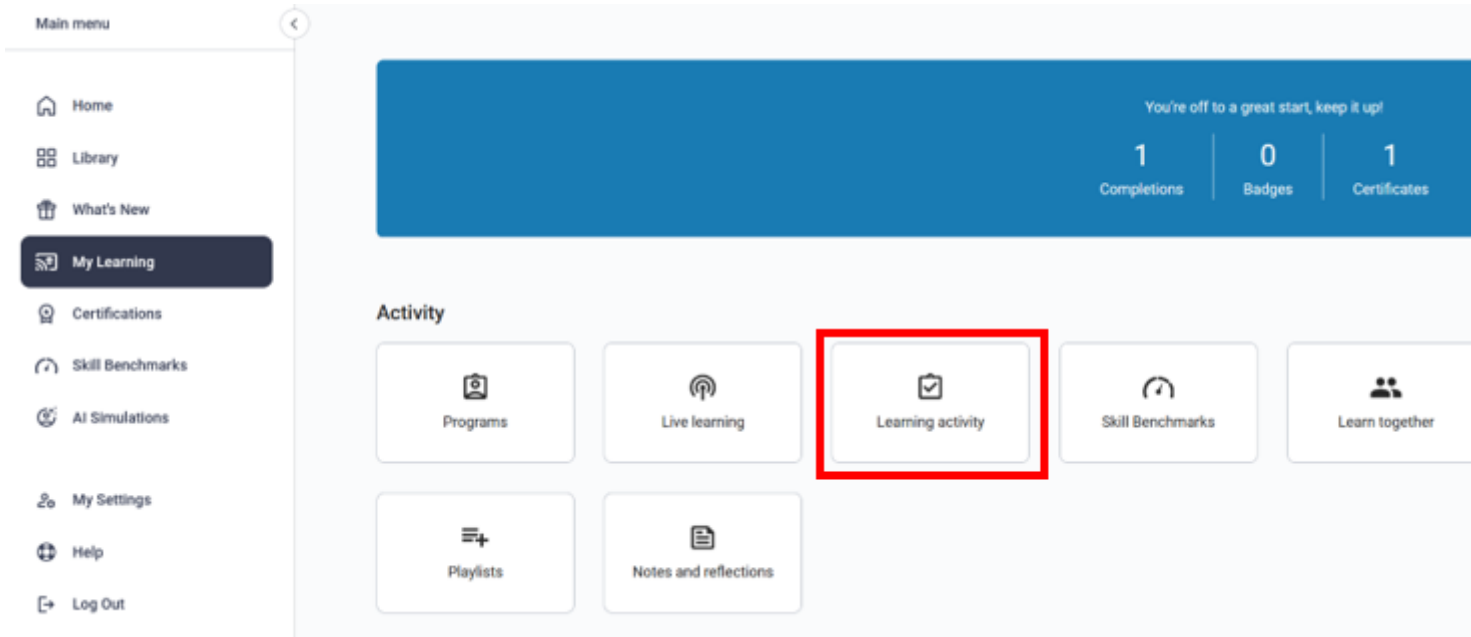 Main menu
Home
Library
What's New
My Learning
Certifications
Skill Benchmarks
AI Simulations
My Settings
Help
Log Out
You're off to a great start, keep it up!
1 0 1
Completions Badges Certificates
Activity
Programs Live learning Learning activity Skill Benchmarks Learn together
Playlists Notes and reflections